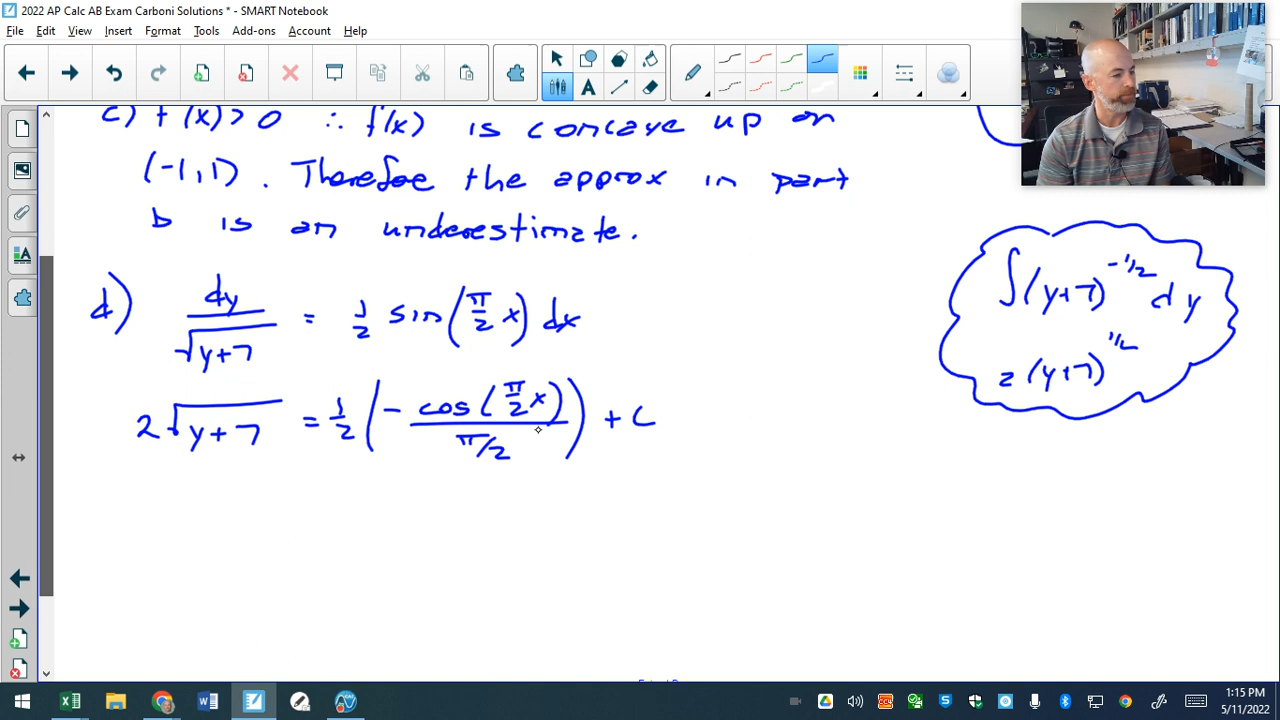 2022 AP Calc AB Exam Carboni Solutions * - SMART Notebook
File Edit View Insert Format Tools Add-ons Account Help
c) f''(x) > 0 ∴ f(x) is concave up on
(-1,1). Therefore the approx in part
b is an underestimate.
d) dy/√(y+7) = 1/2 sin(π/2 x) dx
2√(y+7) = 1/2 (- cos(π/2 x) / (π/2)) + C
∫(y+7)^(-1/2) dy
2(y+7)^(1/2)
1:15 PM
5/11/2022